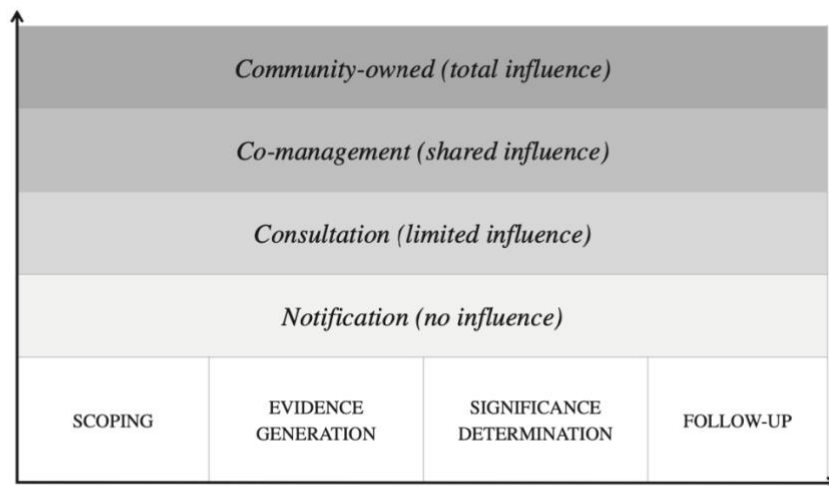 Community-owned (total influence)
Co-management (shared influence)
Consultation (limited influence)
Notification (no influence)
SCOPING
EVIDENCE
GENERATION
SIGNIFICANCE
DETERMINATION
FOLLOW-UP